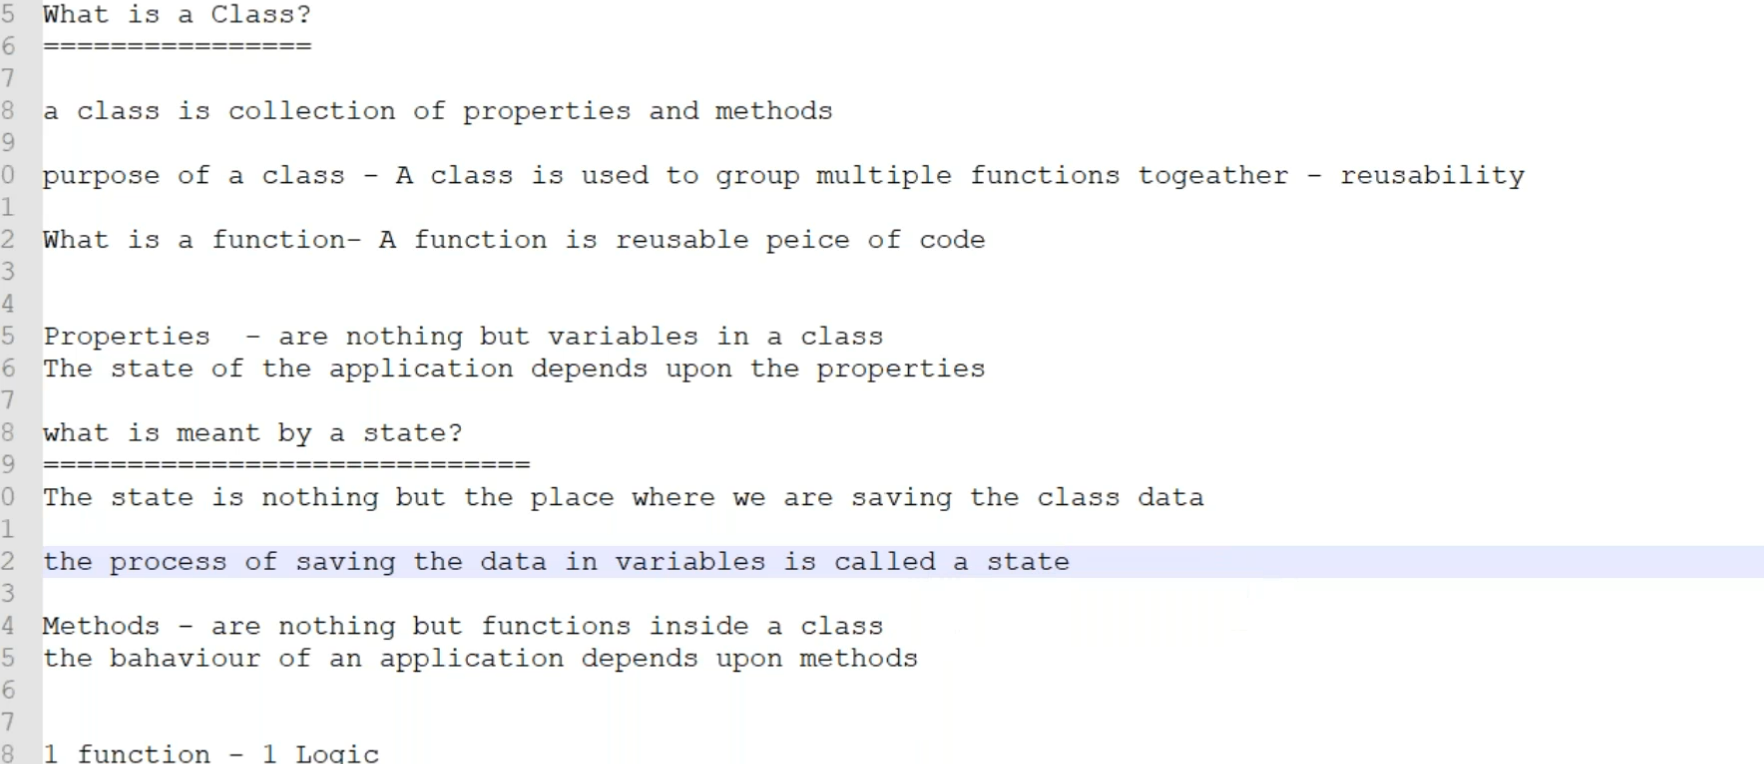 5 What is a Class?
6 ================
7
8 a class is collection of properties and methods
9
0 purpose of a class - A class is used to group multiple functions togeather - reusability
1
2 What is a function- A function is reusable peice of code
3
4
5 Properties  - are nothing but variables in a class
6 The state of the application depends upon the properties
7
8 what is meant by a state?
9 =============================
0 The state is nothing but the place where we are saving the class data
1
2 the process of saving the data in variables is called a state
3
4 Methods - are nothing but functions inside a class
5 the bahaviour of an application depends upon methods
6
7
8 1 function - 1 Logic